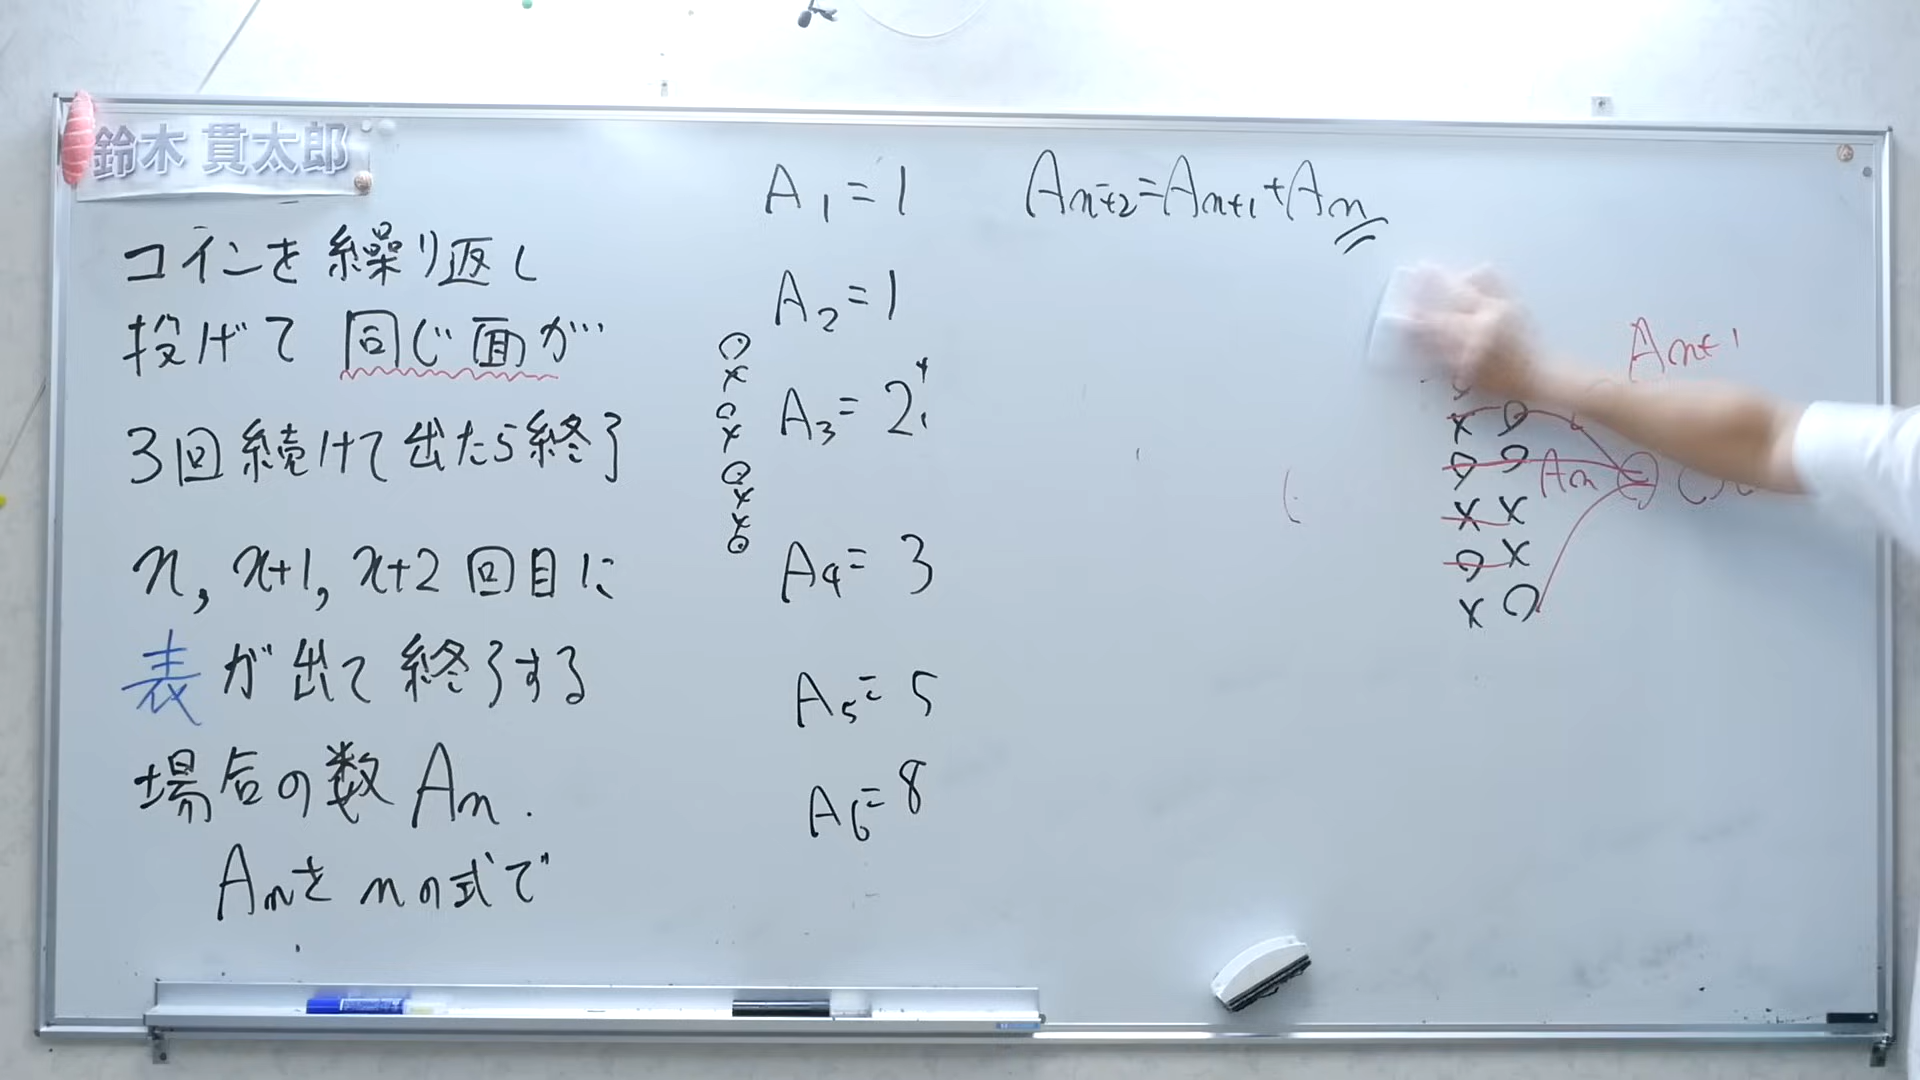 鈴木 貫太郎
コインを繰り返し
投げて 同じ面が
3回続けて出たら終了
n, n+1, n+2 回目に
表が出て終了する
場合の数 An.
Anを nの式で
A1 = 1
A2 = 1
A3 = 2
A4 = 3
A5 = 5
A6 = 8
○
×
○
×
○
×
×
○
An+2 = An+1 + An
An+1
× ○
○ ○ An
× ×
○ ×
× ○